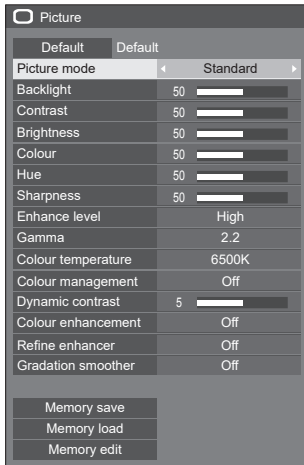 Picture
Default Default
Picture mode Standard
Backlight 50
Contrast 50
Brightness 50
Colour 50
Hue 50
Sharpness 50
Enhance level High
Gamma 2.2
Colour temperature 6500K
Colour management Off
Dynamic contrast 5
Colour enhancement Off
Refine enhancer Off
Gradation smoother Off
Memory save
Memory load
Memory edit